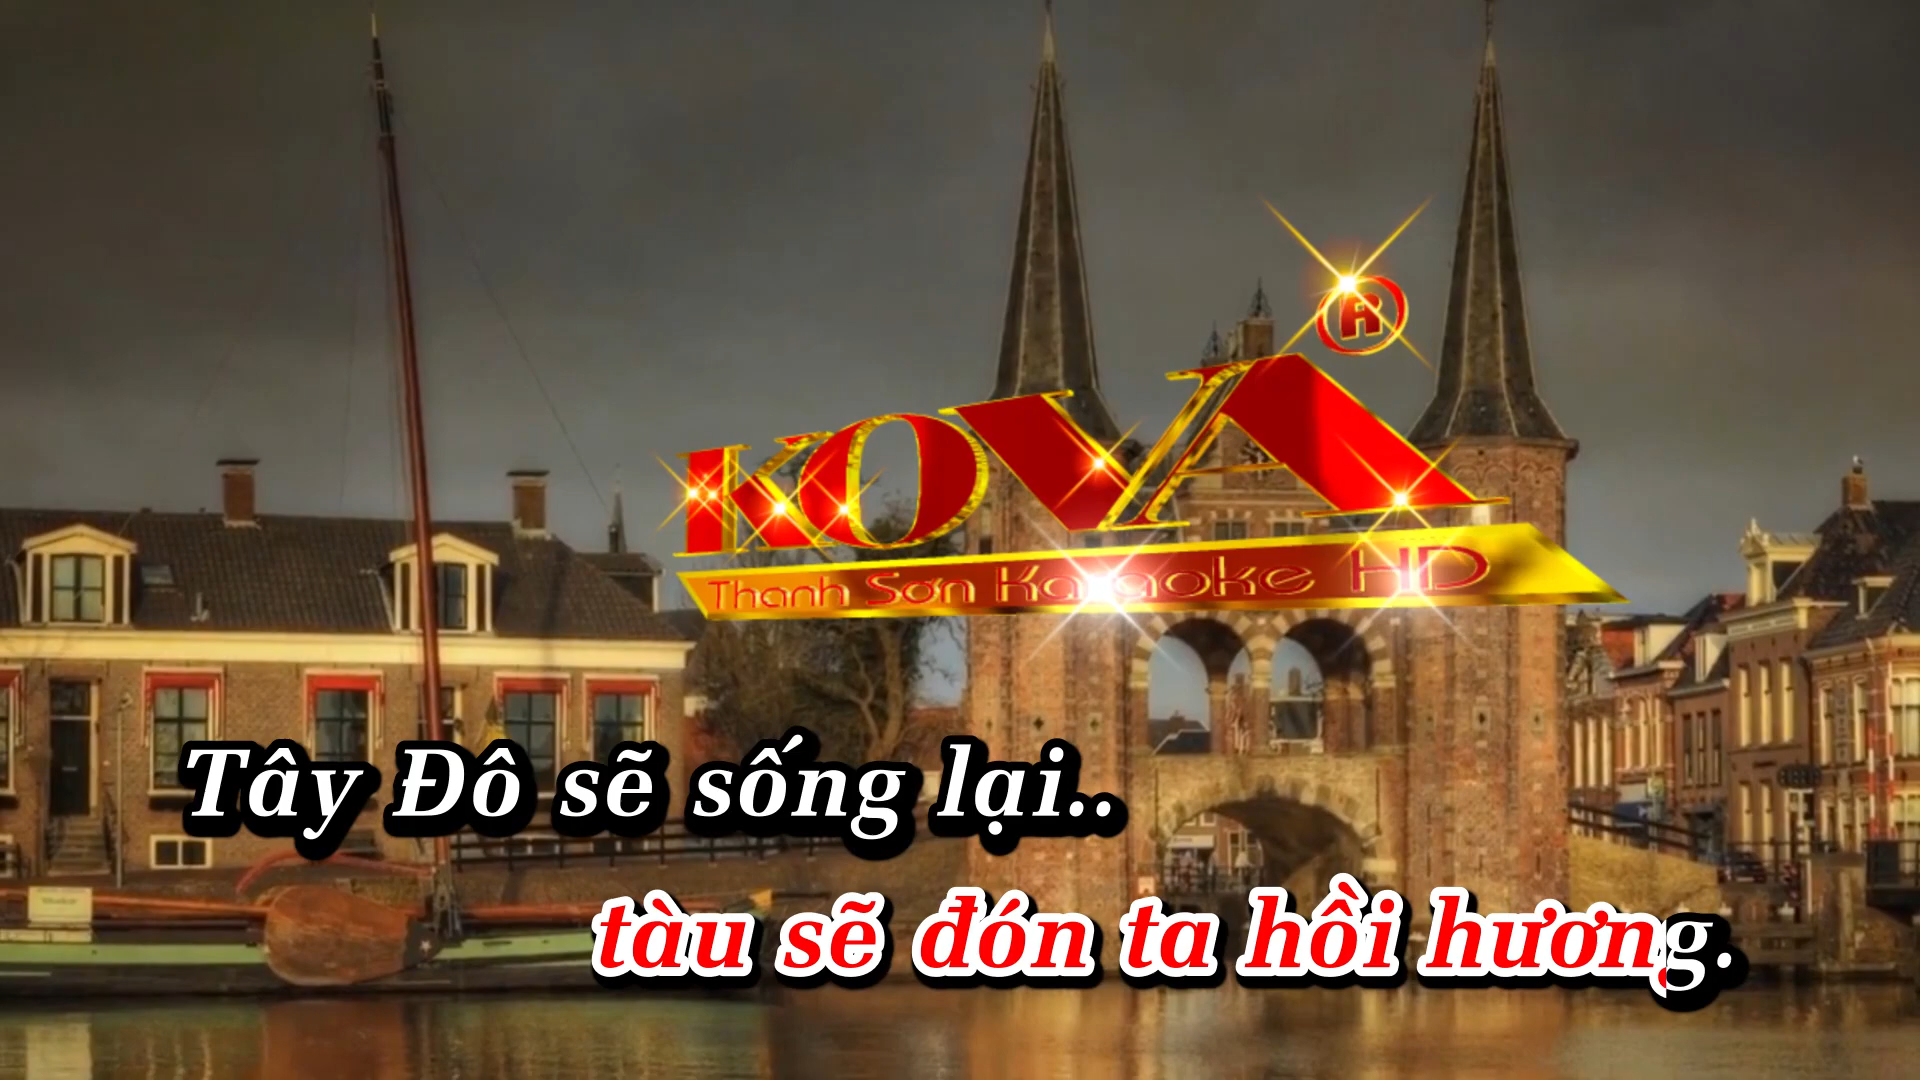 ®
KOVA
Thanh Sơn Karaoke HD
Tây Đô sẽ sống lại..
tàu sẽ đón ta hồi hương.